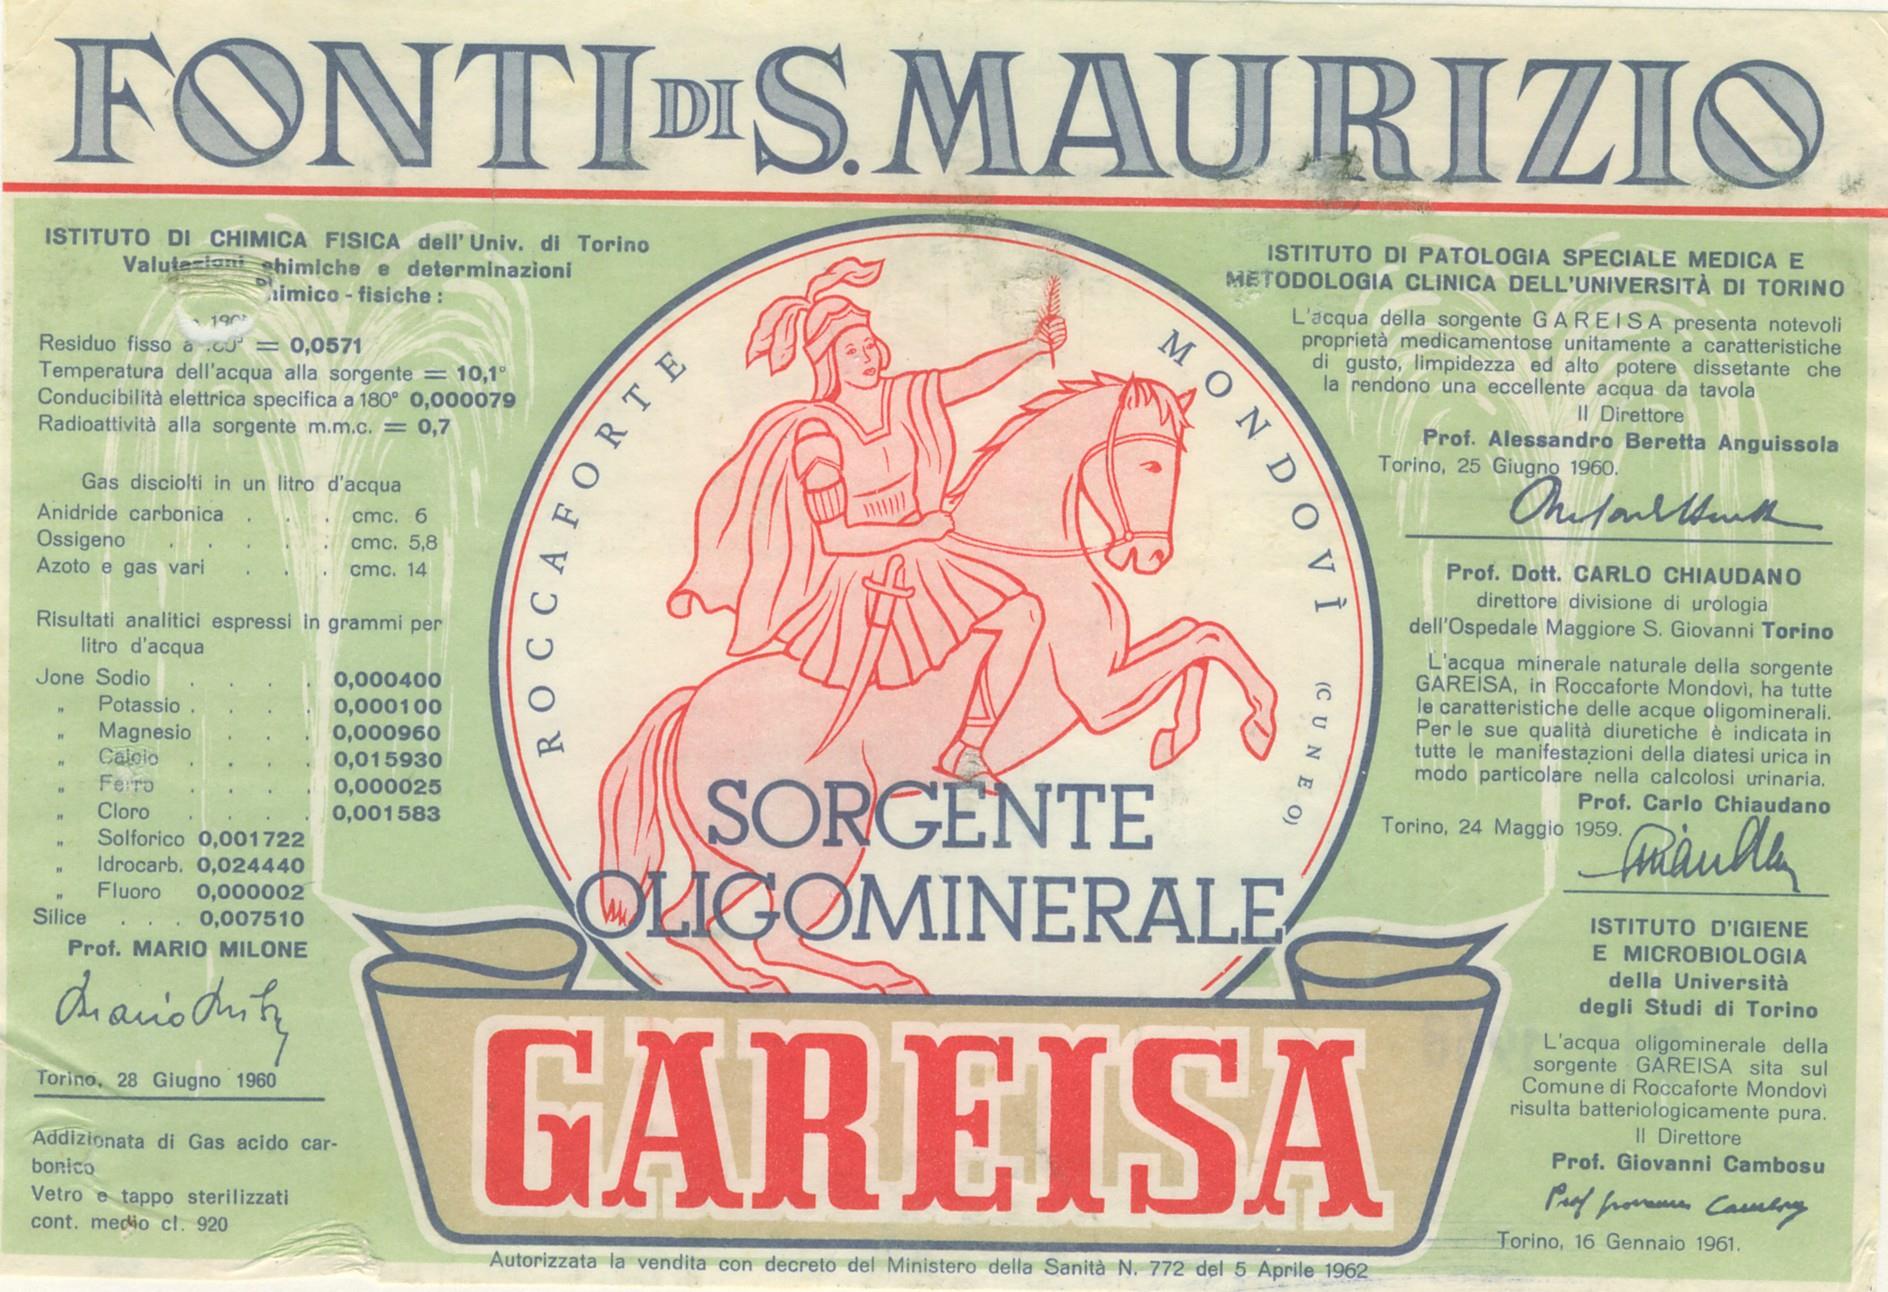 FONTI DI S. MAURIZIO
ISTITUTO DI CHIMICA FISICA dell'Univ. di Torino
Valutazioni chimiche e determinazioni
chimico - fisiche :
Residuo fisso a 180° = 0,0571
Temperatura dell'acqua alla sorgente = 10,1°
Conducibilità elettrica specifica a 180° 0,000079
Radioattività alla sorgente m.m.c. = 0,7
Gas disciolti in un litro d'acqua
Anidride carbonica . . . cmc. 6
Ossigeno . . . . . cmc. 5,8
Azoto e gas vari . . . cmc. 14
Risultati analitici espressi in grammi per
litro d'acqua
Jone Sodio . . . . 0,000400
„ Potassio . . . . 0,000100
„ Magnesio . . . 0,000960
„ Calcio . . . . 0,015930
„ Ferro . . . . 0,000025
„ Cloro . . . . 0,001583
„ Solforico 0,001722
„ Idrocarb. 0,024440
„ Fluoro 0,000002
Silice . . . 0,007510
Prof. MARIO MILONE
Torino, 28 Giugno 1960
Addizionata di Gas acido car-
bonico
Vetro e tappo sterilizzati
cont. medio cl. 920
ROCCAFORTE MONDOVÌ (CUNEO)
SORGENTE
OLIGOMINERALE
GAREISA
Autorizzata la vendita con decreto del Ministero della Sanità N. 772 del 5 Aprile 1962
ISTITUTO DI PATOLOGIA SPECIALE MEDICA E
METODOLOGIA CLINICA DELL'UNIVERSITÀ DI TORINO
L'acqua della sorgente GAREISA presenta notevoli
proprietà medicamentose unitamente a caratteristiche
di gusto, limpidezza ed alto potere dissetante che
la rendono una eccellente acqua da tavola
Il Direttore
Prof. Alessandro Beretta Anguissola
Torino, 25 Giugno 1960.
Prof. Dott. CARLO CHIAUDANO
direttore divisione di urologia
dell'Ospedale Maggiore S. Giovanni Torino
L'acqua minerale naturale della sorgente
GAREISA, in Roccaforte Mondovì, ha tutte
le caratteristiche delle acque oligominerali.
Per le sue qualità diuretiche è indicata in
tutte le manifestazioni della diatesi urica in
modo particolare nella calcolosi urinaria.
Prof. Carlo Chiaudano
Torino, 24 Maggio 1959.
ISTITUTO D'IGIENE
E MICROBIOLOGIA
della Università
degli Studi di Torino
L'acqua oligominerale della
sorgente GAREISA sita sul
Comune di Roccaforte Mondovì
risulta batteriologicamente pura.
Il Direttore
Prof. Giovanni Cambosu
Prof Giovanni Cambosu
Torino, 16 Gennaio 1961.